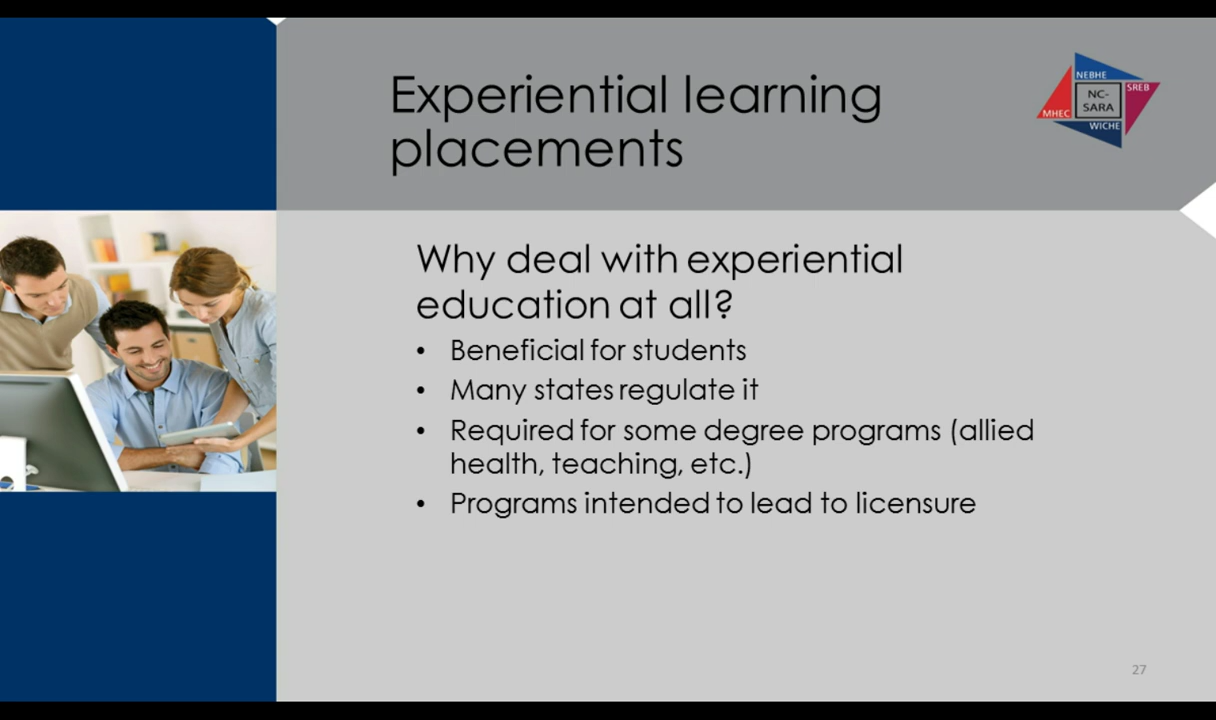 Experiential learning
placements
NEBHE
SREB
NC-
SARA
MHEC
WICHE
Why deal with experiential
education at all?
• Beneficial for students
• Many states regulate it
• Required for some degree programs (allied
health, teaching, etc.)
• Programs intended to lead to licensure
27